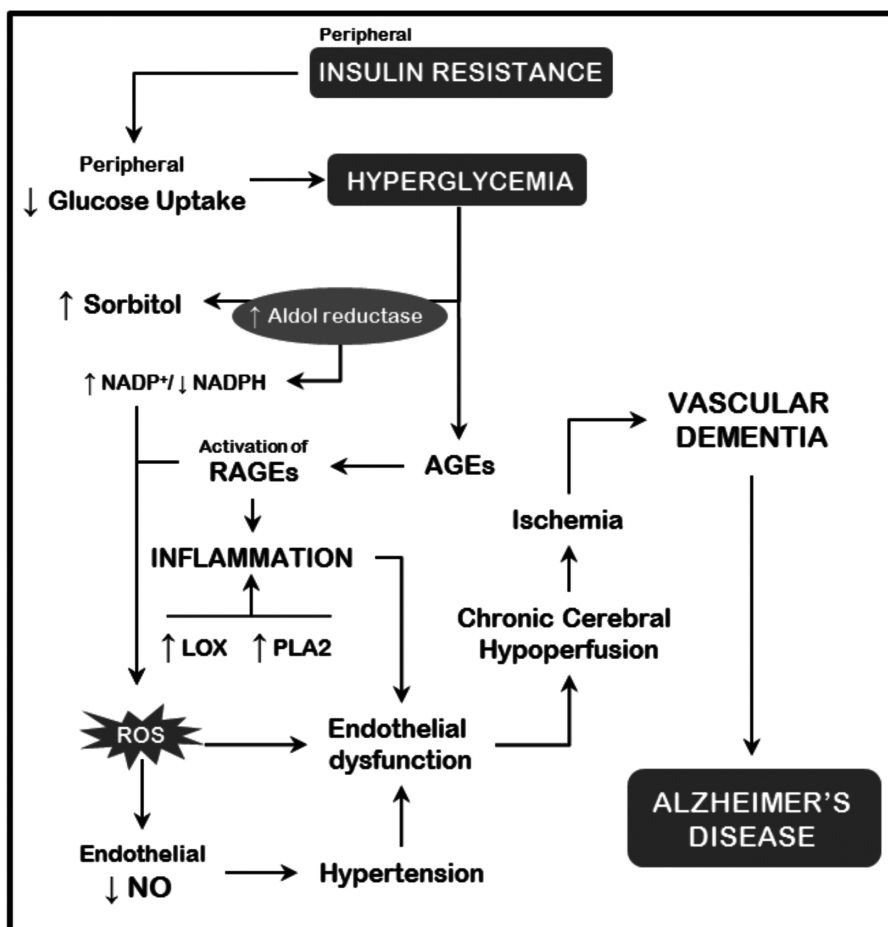 Peripheral
INSULIN RESISTANCE
Peripheral
↓ Glucose Uptake
HYPERGLYCEMIA
↑ Sorbitol
↑ Aldol reductase
↑ NADP⁺/↓ NADPH
VASCULAR
DEMENTIA
Activation of
RAGEs
AGEs
Ischemia
INFLAMMATION
↑ LOX ↑ PLA2
Chronic Cerebral
Hypoperfusion
ROS
Endothelial
dysfunction
ALZHEIMER'S
DISEASE
Endothelial
↓ NO
Hypertension